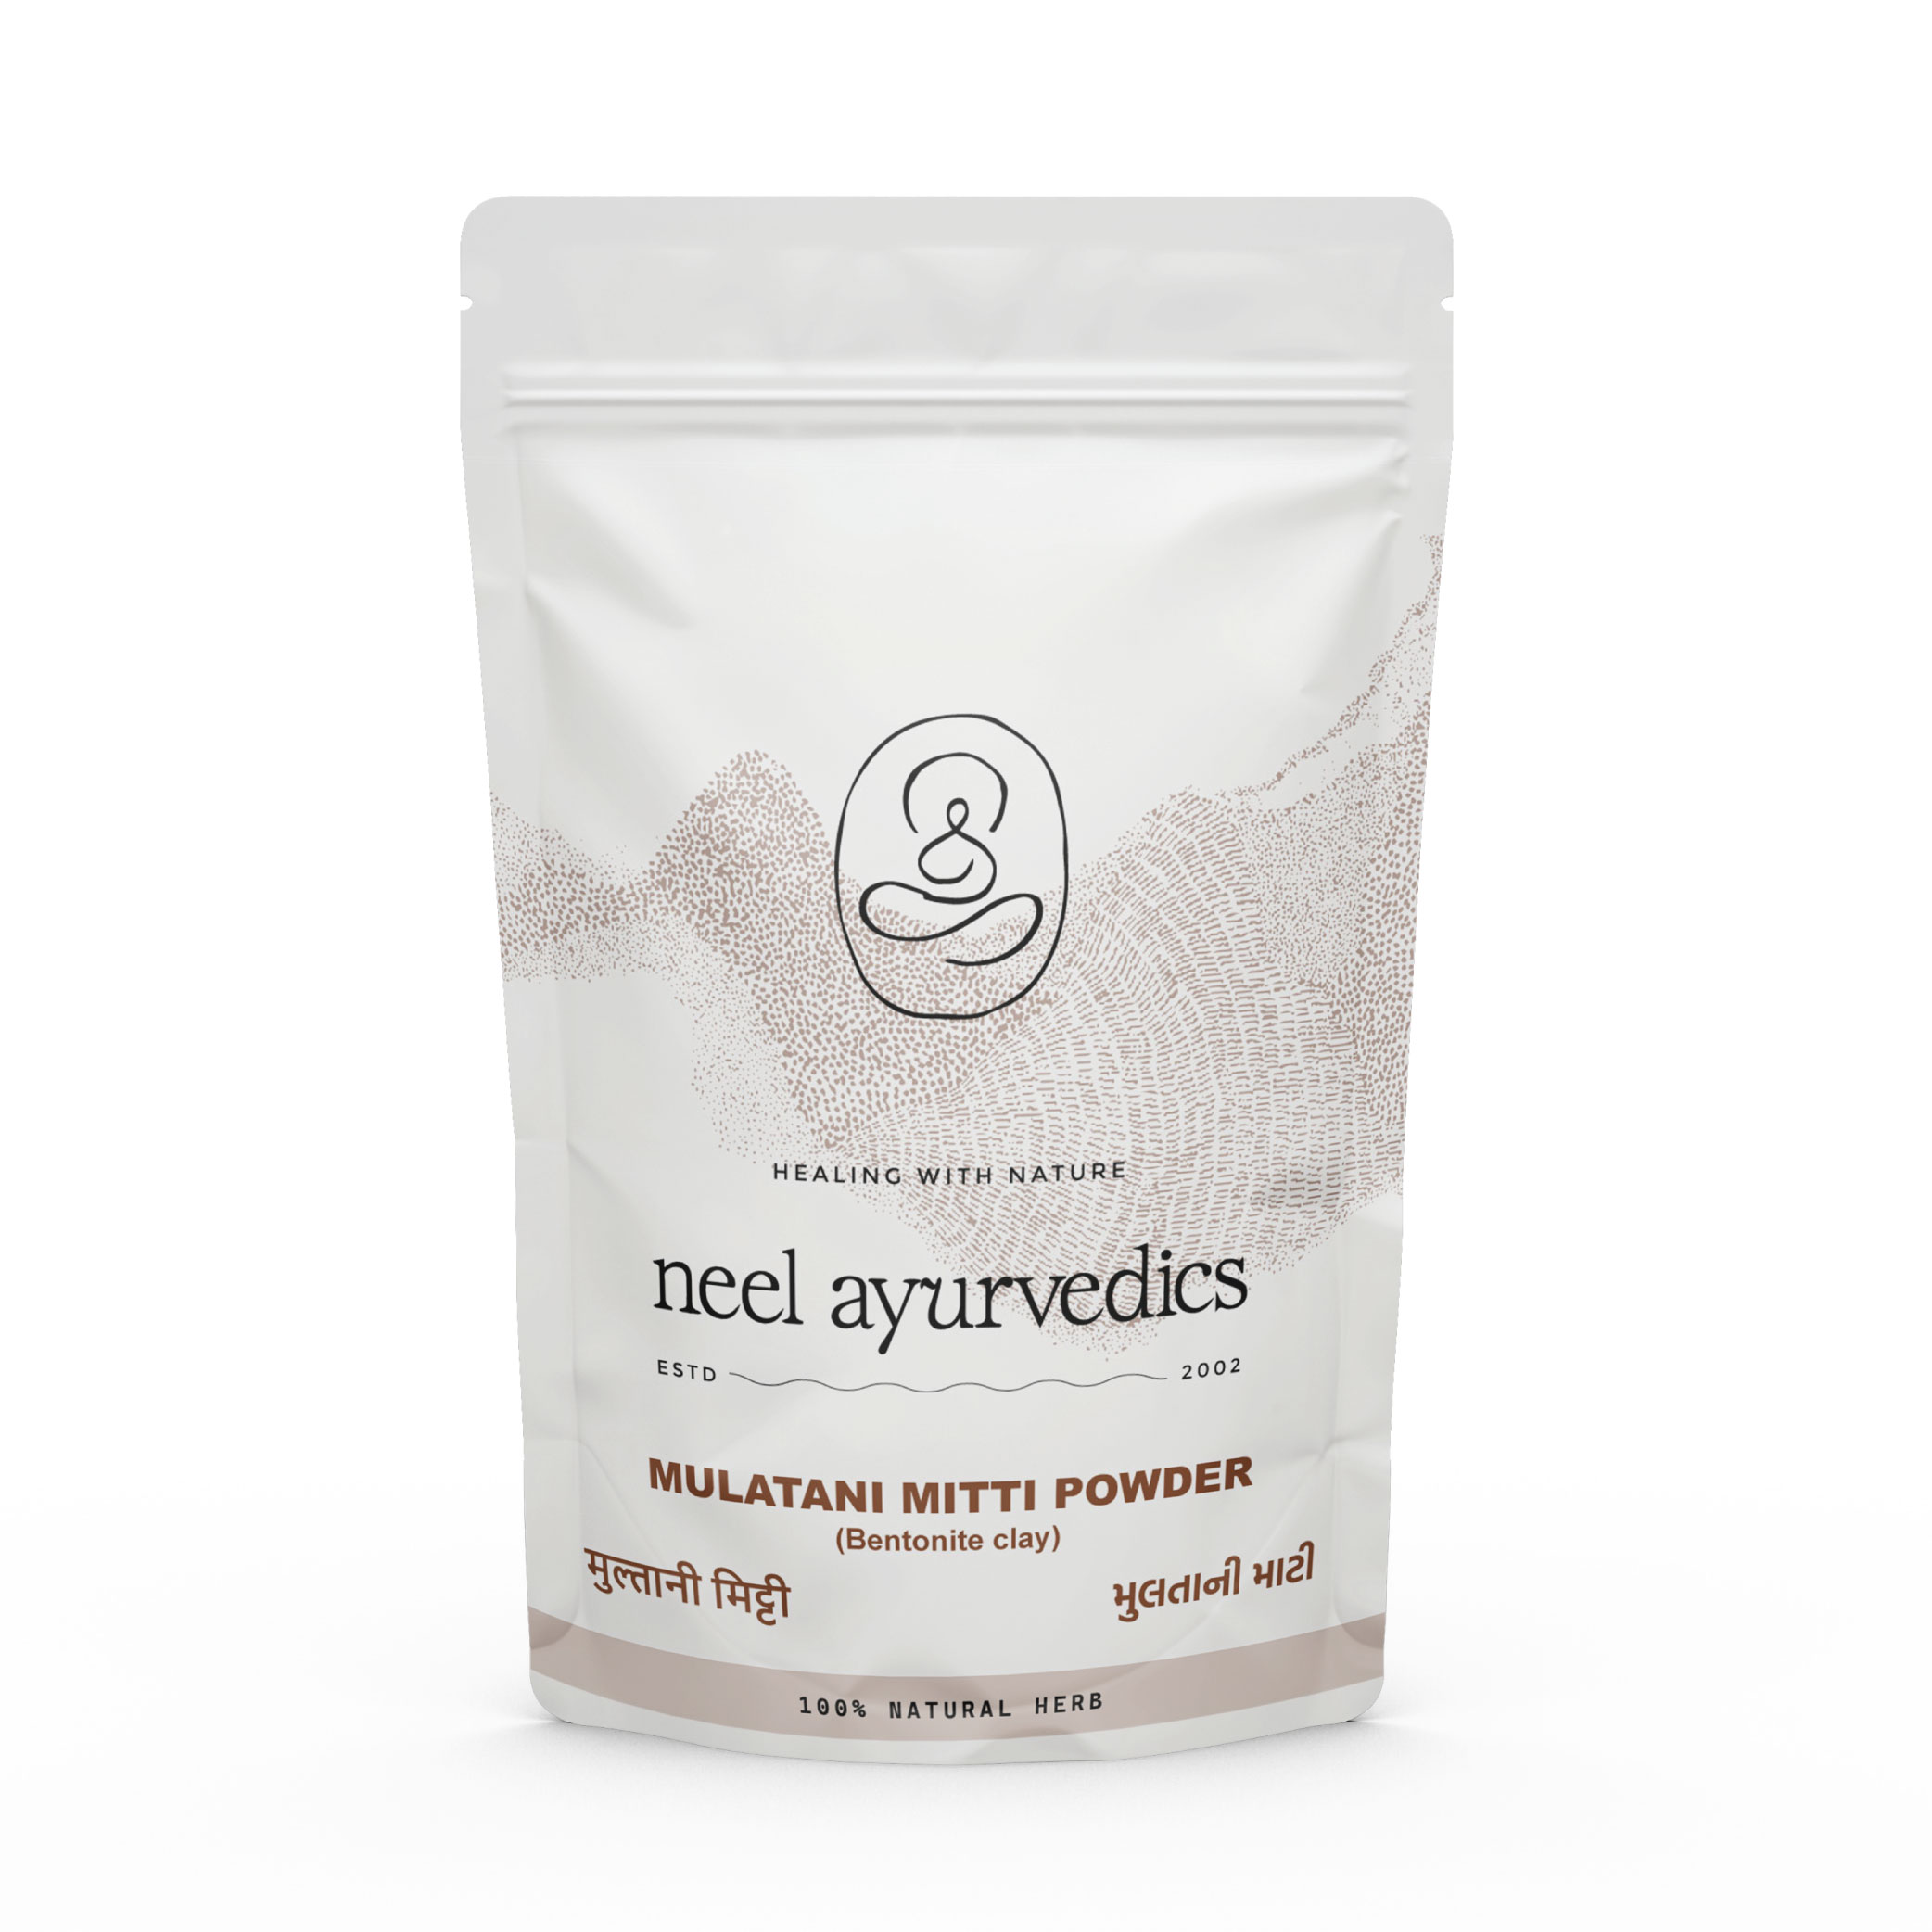 HEALING WITH NATURE
neel ayurvedics
ESTD 2002
MULATANI MITTI POWDER
(Bentonite clay)
मुल्तानी मिट्टी
મુલતાની માટી
100% NATURAL HERB